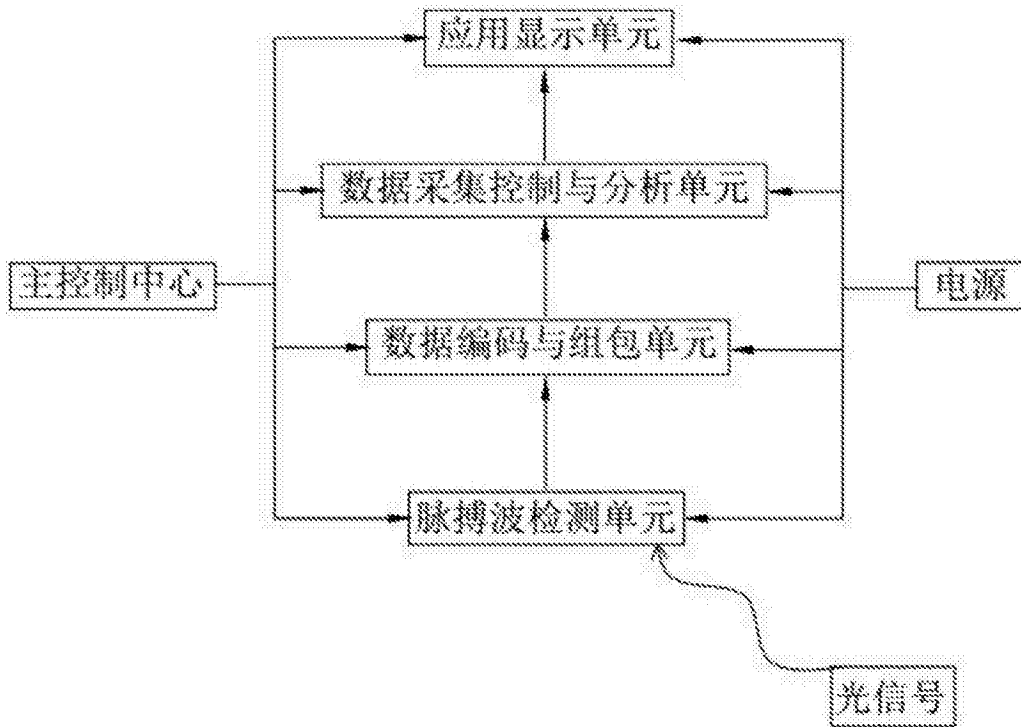 应用显示单元
数据采集控制与分析单元
主控制中心
电源
数据编码与组包单元
脉搏波检测单元
光信号